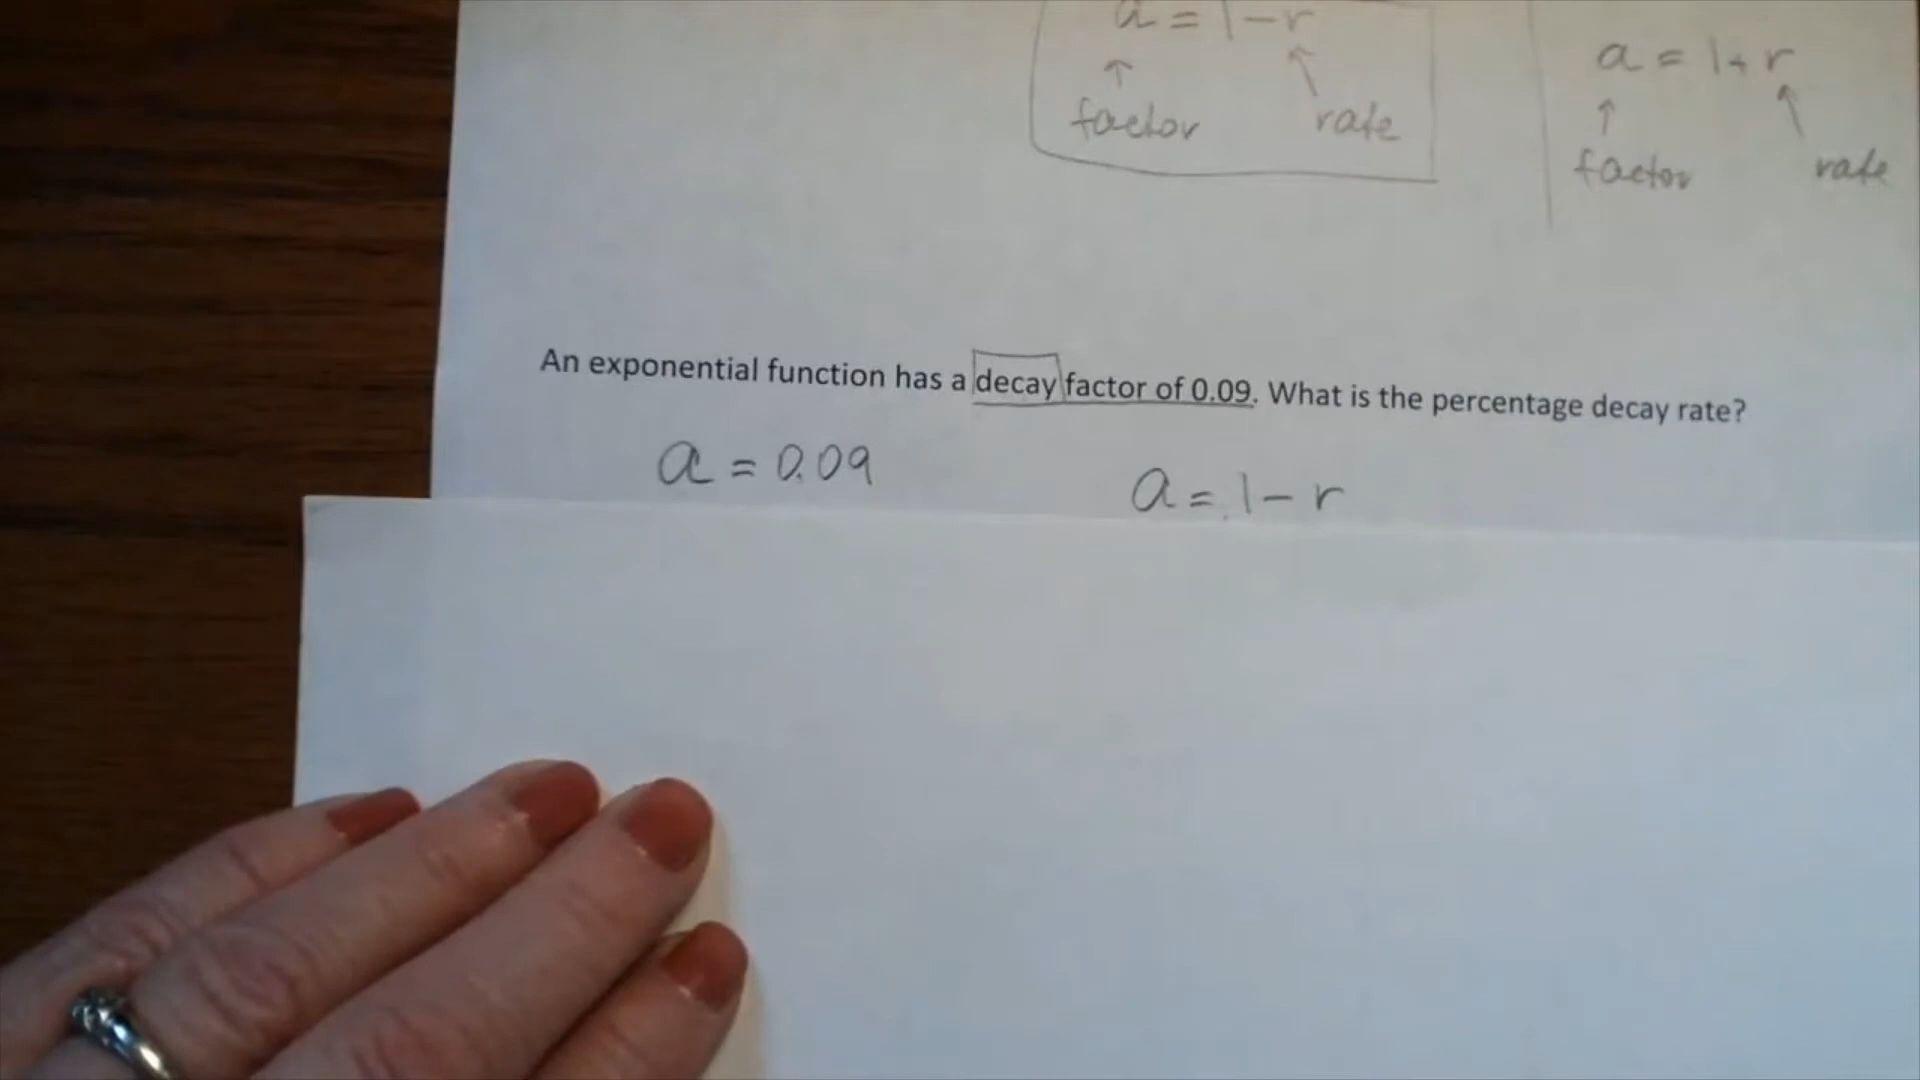 a = 1 - r
a = 1 + r
↑ ↖
factor rate
↑ ↖
factor rate
An exponential function has a decay factor of 0.09. What is the percentage decay rate?
a = 0.09
a = 1 - r